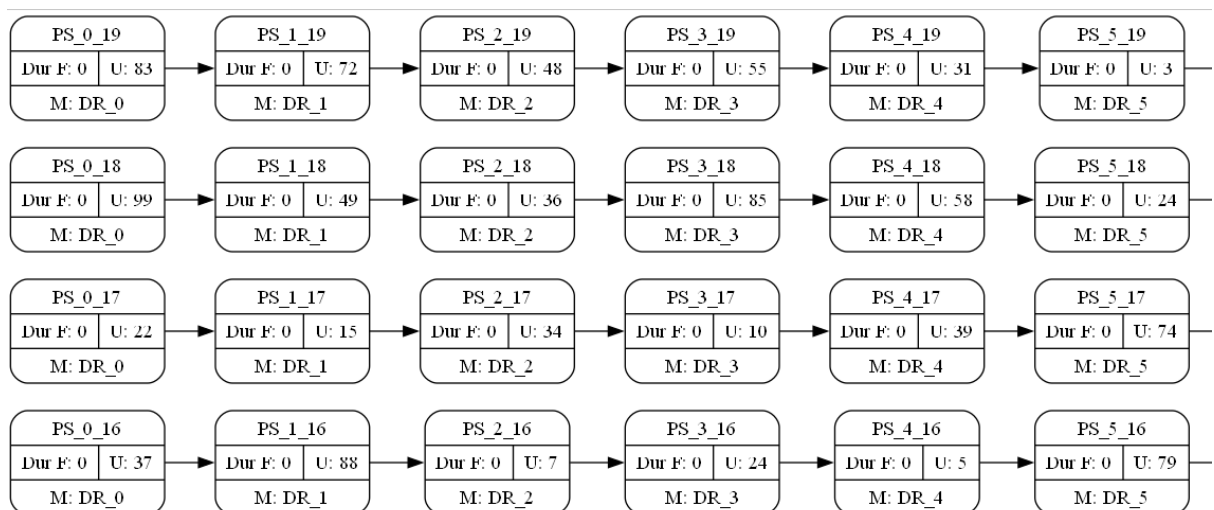 PS_0_19 PS_1_19 PS_2_19 PS_3_19 PS_4_19 PS_5_19
Dur F: 0 U: 83 Dur F: 0 U: 72 Dur F: 0 U: 48 Dur F: 0 U: 55 Dur F: 0 U: 31 Dur F: 0 U: 3
M: DR_0 M: DR_1 M: DR_2 M: DR_3 M: DR_4 M: DR_5
PS_0_18 PS_1_18 PS_2_18 PS_3_18 PS_4_18 PS_5_18
Dur F: 0 U: 99 Dur F: 0 U: 49 Dur F: 0 U: 36 Dur F: 0 U: 85 Dur F: 0 U: 58 Dur F: 0 U: 24
M: DR_0 M: DR_1 M: DR_2 M: DR_3 M: DR_4 M: DR_5
PS_0_17 PS_1_17 PS_2_17 PS_3_17 PS_4_17 PS_5_17
Dur F: 0 U: 22 Dur F: 0 U: 15 Dur F: 0 U: 34 Dur F: 0 U: 10 Dur F: 0 U: 39 Dur F: 0 U: 74
M: DR_0 M: DR_1 M: DR_2 M: DR_3 M: DR_4 M: DR_5
PS_0_16 PS_1_16 PS_2_16 PS_3_16 PS_4_16 PS_5_16
Dur F: 0 U: 37 Dur F: 0 U: 88 Dur F: 0 U: 7 Dur F: 0 U: 24 Dur F: 0 U: 5 Dur F: 0 U: 79
M: DR_0 M: DR_1 M: DR_2 M: DR_3 M: DR_4 M: DR_5